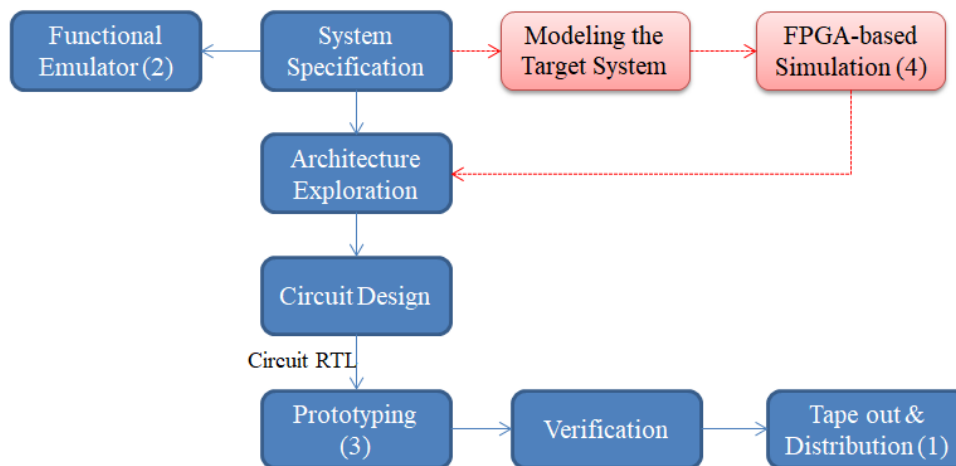 Functional
Emulator (2)
System
Specification
Modeling the
Target System
FPGA-based
Simulation (4)
Architecture
Exploration
Circuit Design
Circuit RTL
Prototyping
(3)
Verification
Tape out &
Distribution (1)